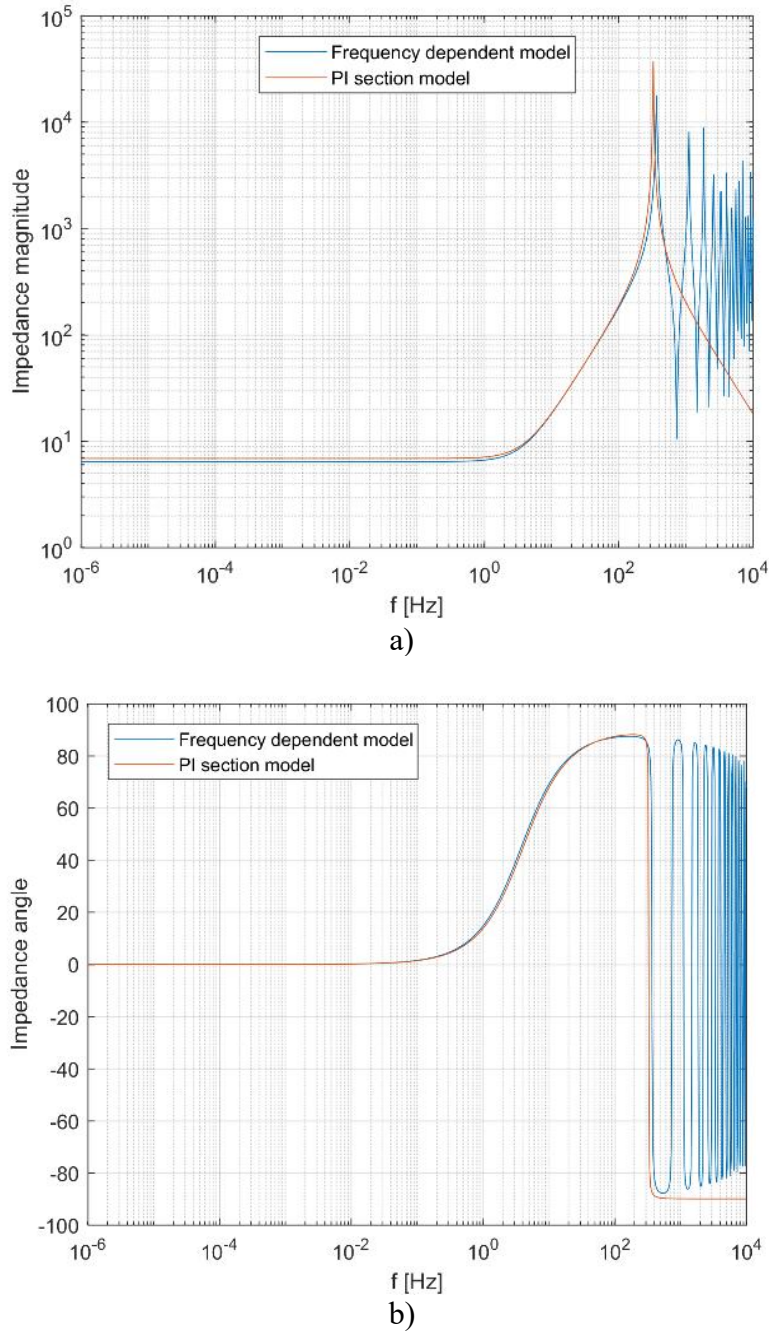 10^5
10^4
10^3
10^2
10^1
10^0
Impedance magnitude
Frequency dependent model
PI section model
10^-6 10^-4 10^-2 10^0 10^2 10^4
f [Hz]
a)
100
80
60
40
20
0
-20
-40
-60
-80
-100
Impedance angle
Frequency dependent model
PI section model
10^-6 10^-4 10^-2 10^0 10^2 10^4
f [Hz]
b)